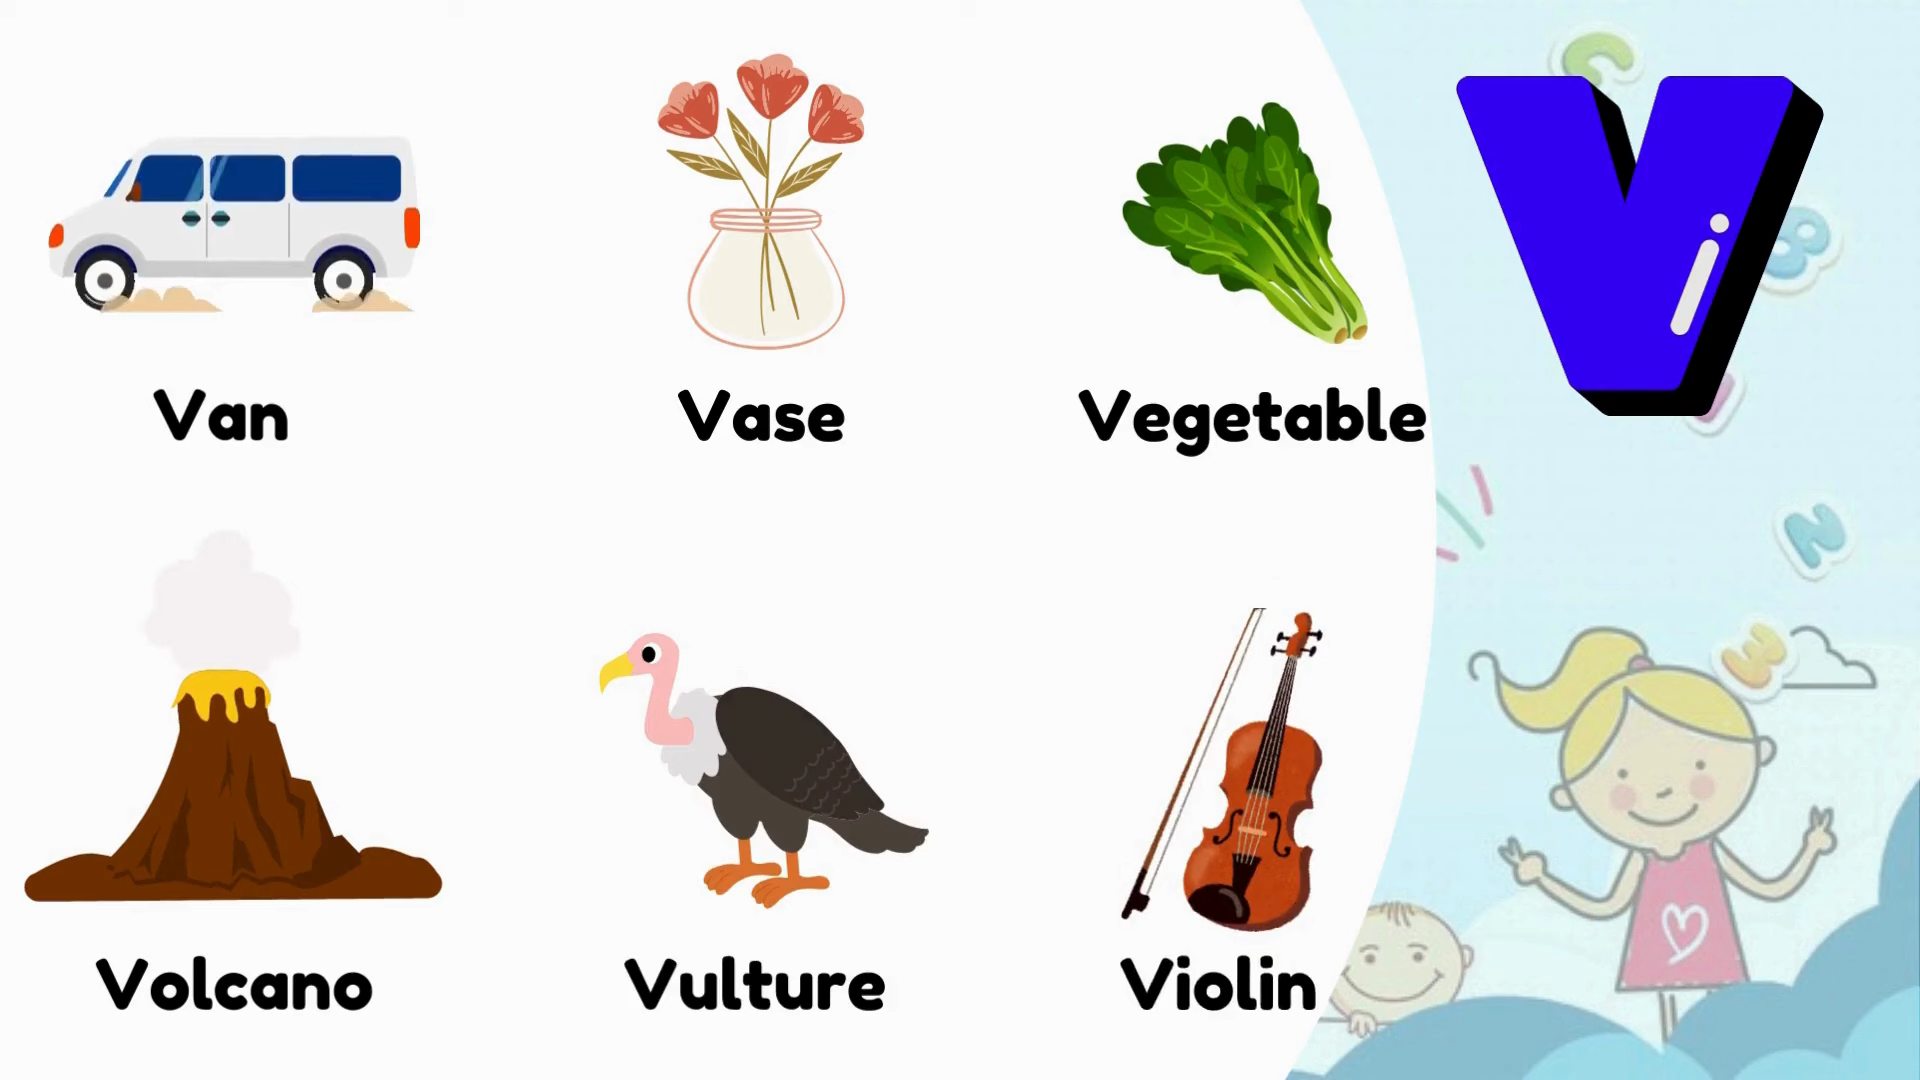 V
Van
Vase
Vegetable
Volcano
Vulture
Violin
C
B
N